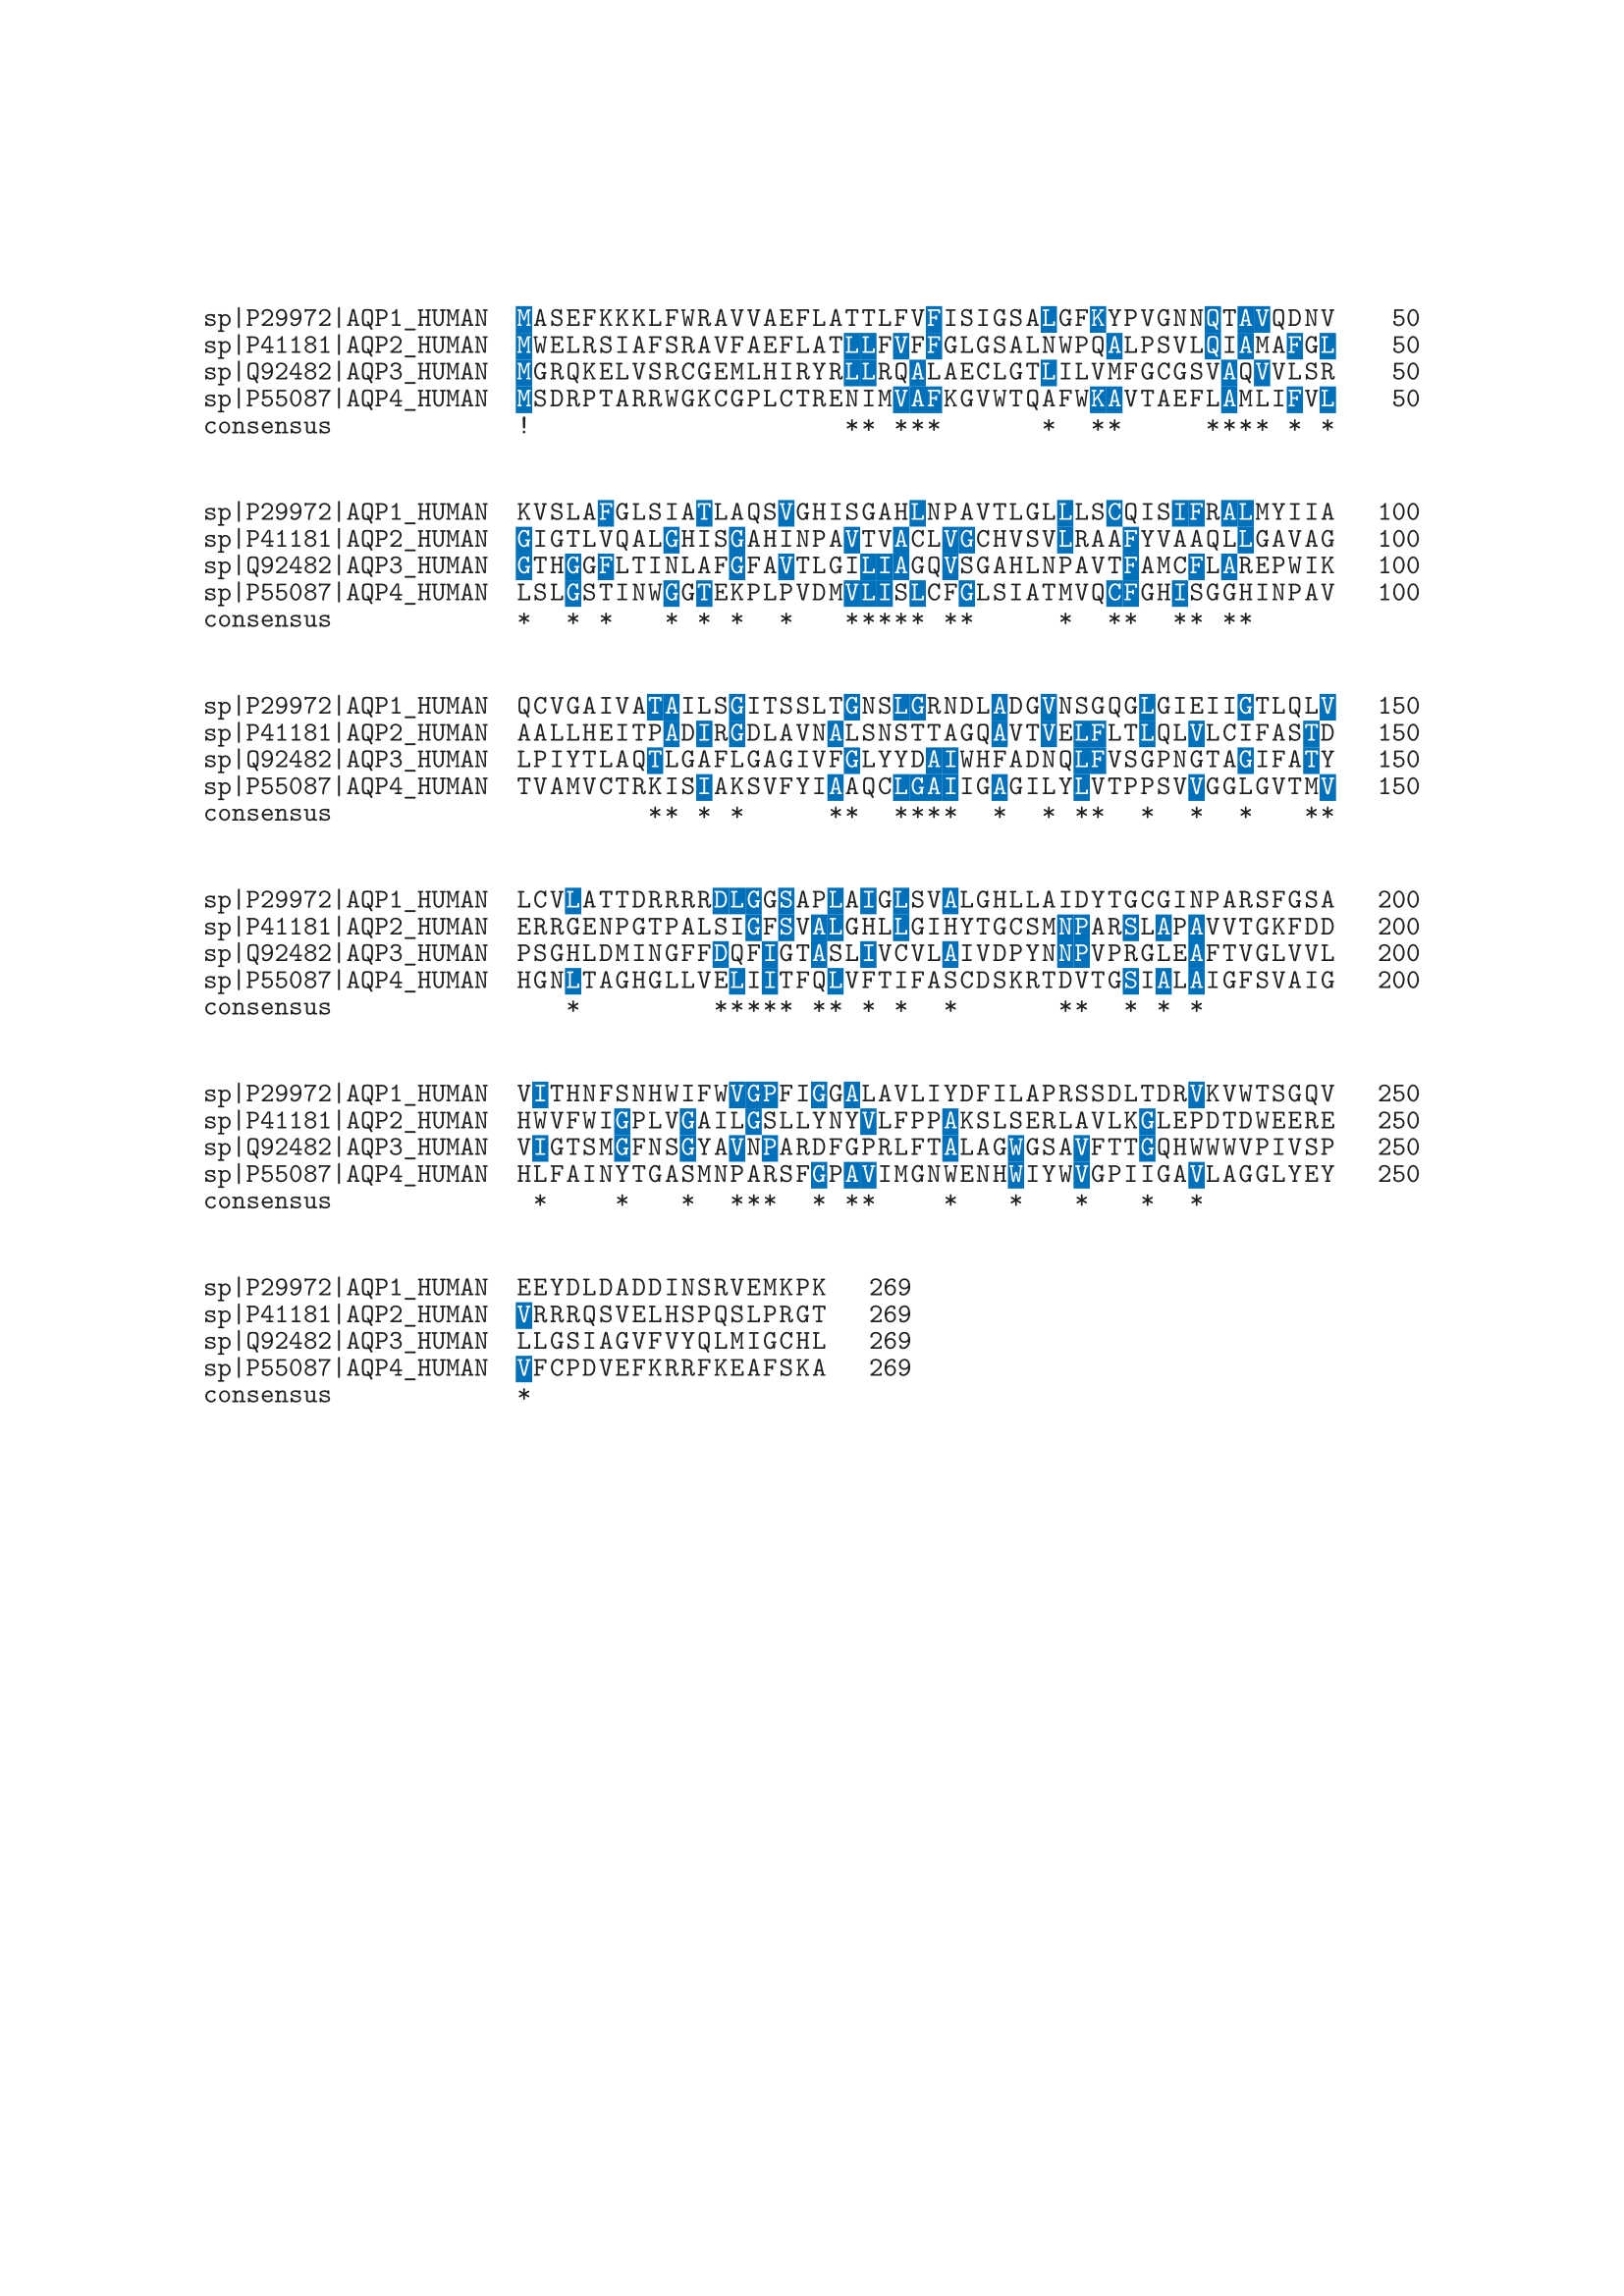 sp|P29972|AQP1_HUMAN MASEFKKKLFWRAVVAEFLATTLFVFISIGSALGFKYPVGNNQTAVQDNV 50
sp|P41181|AQP2_HUMAN MWELRSIAFSRAVFAEFLATLLFVFFGLGSALNWPQALPSVLQIAMAFGL 50
sp|Q92482|AQP3_HUMAN MGRQKELVSRCGEMLHIRYRLLRQALAECLGTLILVMFGCGSVAQVVLSR 50
sp|P55087|AQP4_HUMAN MSDRPTARRWGKCGPLCTRENIMVAFKGVWTQAFWKAVTAEFLAMLIFVL 50
consensus !                   ** ***      *  **     **** * *
sp|P29972|AQP1_HUMAN KVSLAFGLSIATLAQSVGHISGAHLNPAVTLGLLLSCQISIFRALMYIIA 100
sp|P41181|AQP2_HUMAN GIGTLVQALGHISGAHINPAVTVACLVGCHVSVLRAAFYVAAQLLGAVAG 100
sp|Q92482|AQP3_HUMAN GTHGGFLTINLAFGFAVTLGILIAGQVSGAHLNPAVTFAMCFLAREPWIK 100
sp|P55087|AQP4_HUMAN LSLGSTINWGGTEKPLPVDMVLISLCFGLSIATMVQCFGHISGGHINPAV 100
consensus *  * *   * * *  *   ***** **     *  **  ** **
sp|P29972|AQP1_HUMAN QCVGAIVATAILSGITSSLTGNSLGRNDLADGVNSGQGLGIEIIGTLQLV 150
sp|P41181|AQP2_HUMAN AALLHEITPADIRGDLAVNALSNSTTAGQAVTVELFLTLQLVLCIFASTD 150
sp|Q92482|AQP3_HUMAN LPIYTLAQTLGAFLGAGIVFGLYYDAIWHFADNQLFVSGPNGTAGIFATY 150
sp|P55087|AQP4_HUMAN TVAMVCTRKISIAKSVFYIAAQCLGAIIGAGILYLVTPPSVVGGLGVTMV 150
consensus         ** * *     **  ****  *  * **  *  *  *   **
sp|P29972|AQP1_HUMAN LCVLATTDRRRRDLGGSAPLAIGLSVALGHLLAIDYTGCGINPARSFGSA 200
sp|P41181|AQP2_HUMAN ERRGENPGTPALSIGFSVALGHLLGIHYTGCSMNPARSLAPAVVTGKFDD 200
sp|Q92482|AQP3_HUMAN PSGHLDMINGFFDQFIGTASLIVCVLAIVDPYNNPVPRGLEAFTVGLVVL 200
sp|P55087|AQP4_HUMAN HGNLTAGHGLLVELIITFQLVFTIFASCDSKRTDVTGSIALAIGFSVAIG 200
consensus    *        ***** ** * *  *      **  * * *
sp|P29972|AQP1_HUMAN VITHNFSNHWIFWVGPFIGGALAVLIYDFILAPRSSDLTDRVKVWTSGQV 250
sp|P41181|AQP2_HUMAN HWVFWIGPLVGAILGSLLYNYVLFPPAKSLSERLAVLKGLEPDTDWEERE 250
sp|Q92482|AQP3_HUMAN VIGTSMGFNSGYAVNPARDFGPRLFTALAGWGSAVFTTGQHWWWVPIVSP 250
sp|P55087|AQP4_HUMAN HLFAINYTGASMNPARSFGPAVIMGNWENHWIYWVGPIIGAVLAGGLYEY 250
consensus  *    *   *  ***  * **    *   *   *   *  *
sp|P29972|AQP1_HUMAN EEYDLDADDINSRVEMKPK 269
sp|P41181|AQP2_HUMAN VRRRQSVELHSPQSLPRGT 269
sp|Q92482|AQP3_HUMAN LLGSIAGVFVYQLMIGCHL 269
sp|P55087|AQP4_HUMAN VFCPDVEFKRRFKEAFSKA 269
consensus *